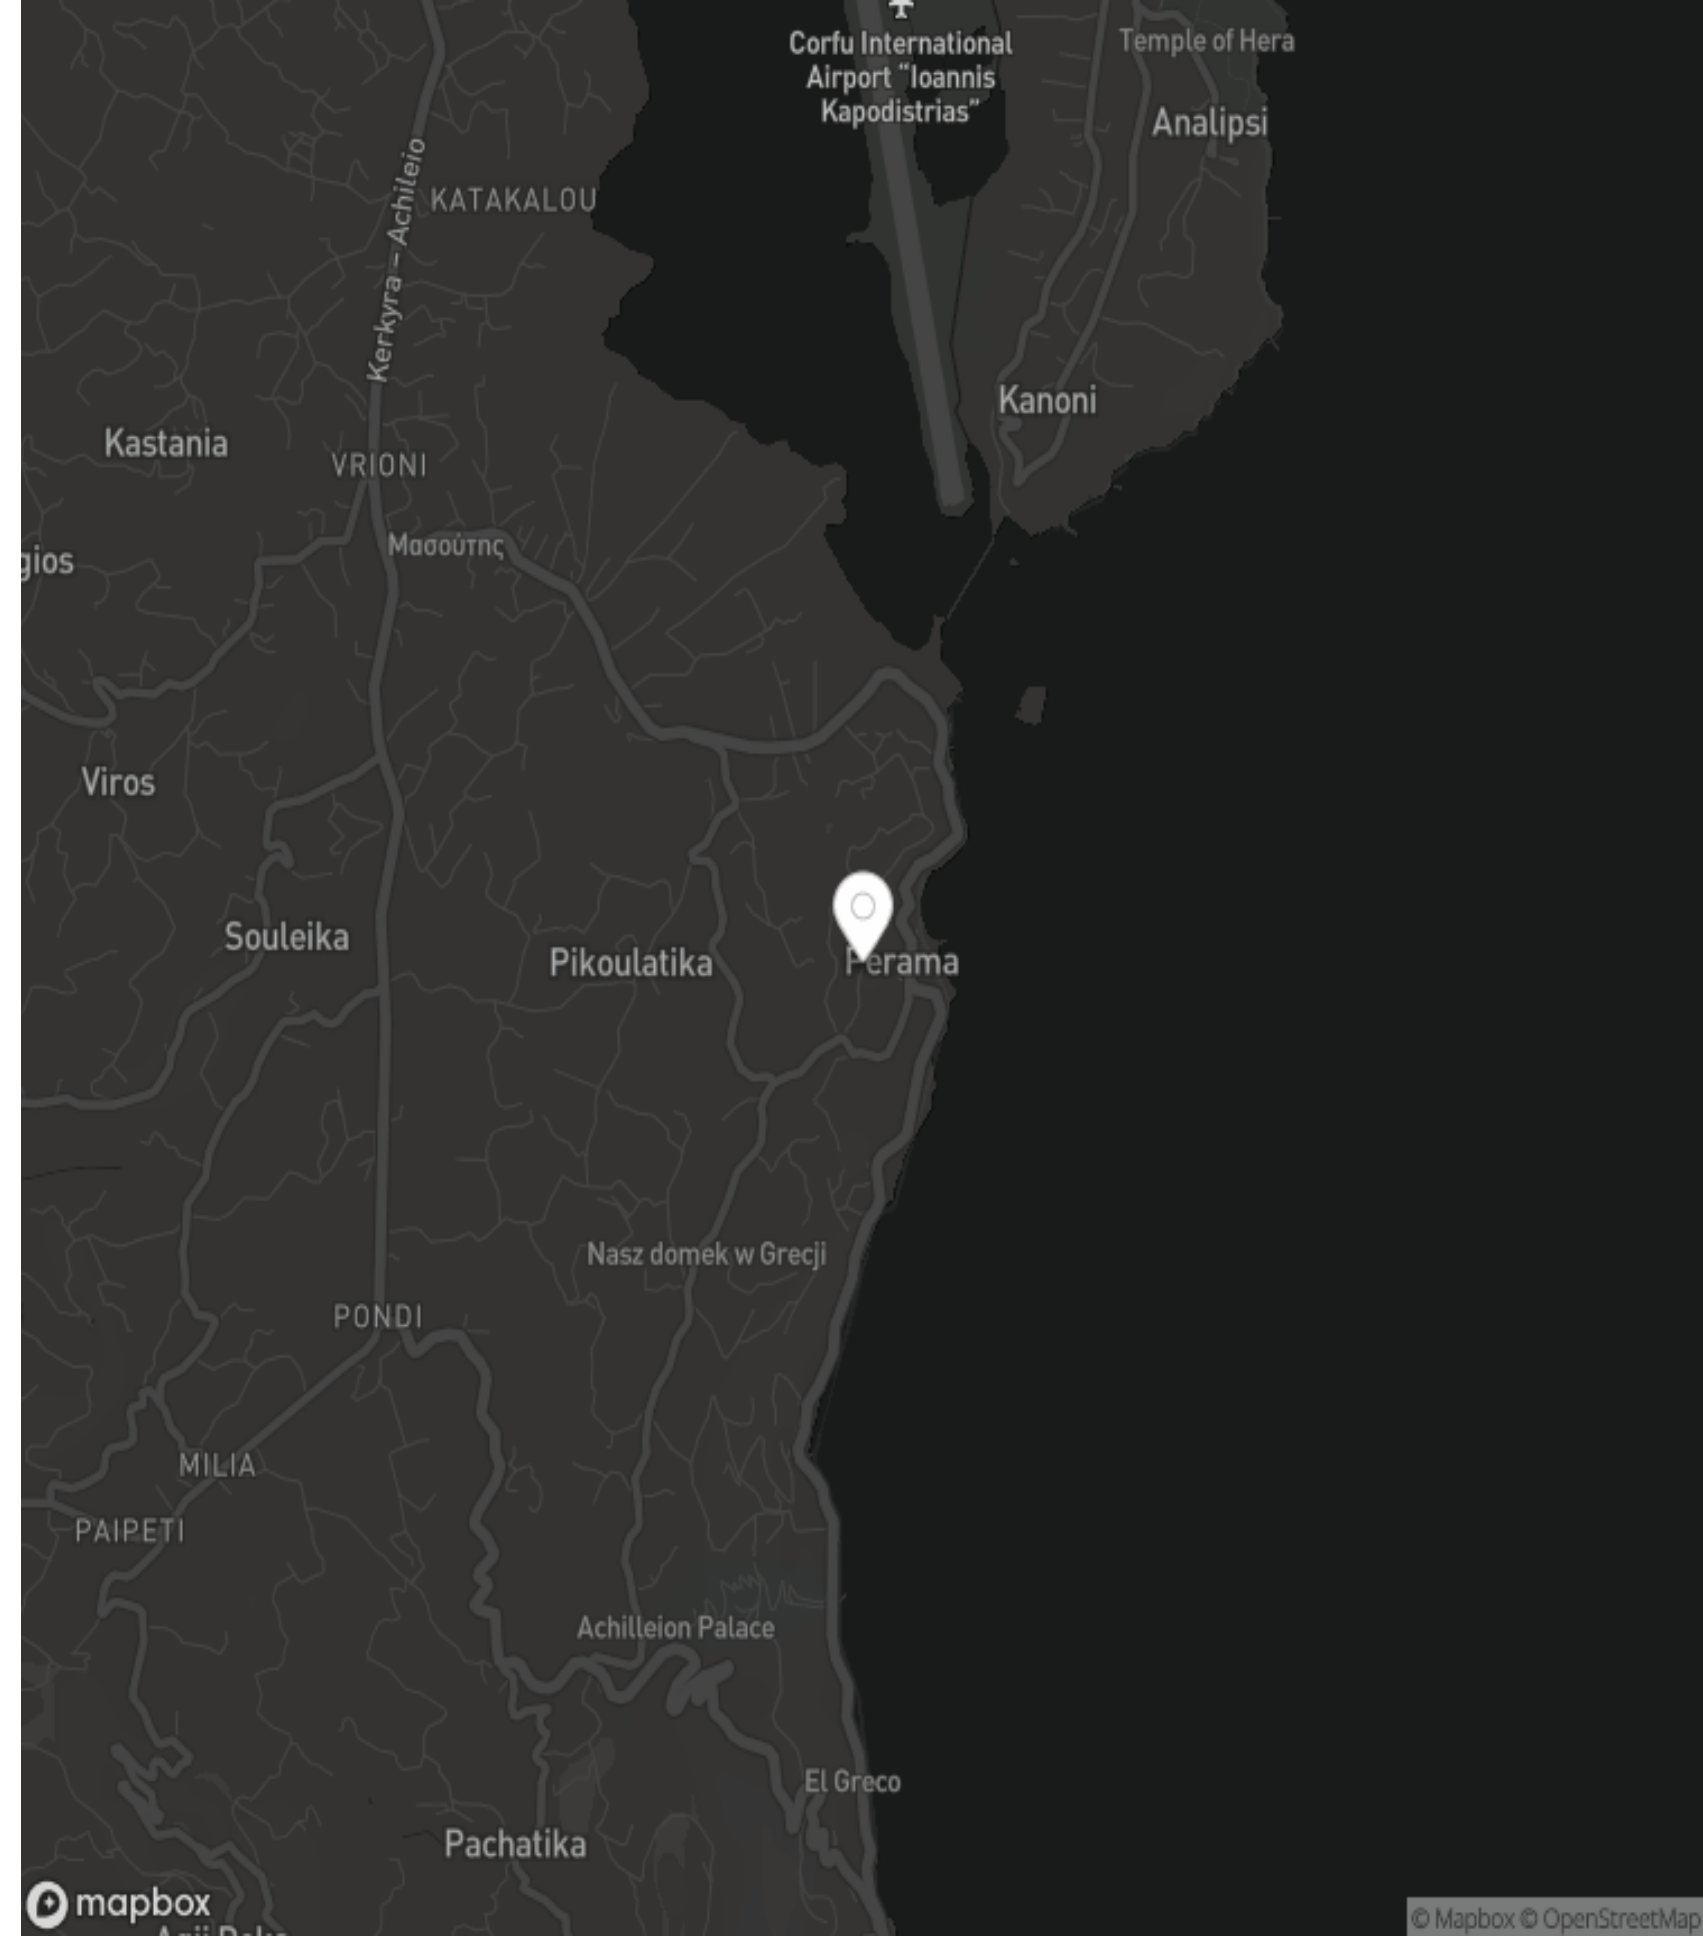 Corfu International
Airport “Ioannis
Kapodistrias”
Temple of Hera
Analipsi
KATAKALOU
Kerkyra – Achileio
Kanoni
Kastania
VRIONI
Μασούτης
gios
Viros
Souleika
Pikoulatika
Perama
Nasz domek w Grecji
PONDI
MILIA
PAIPETI
Achilleion Palace
El Greco
Pachatika
mapbox
© Mapbox © OpenStreetMap